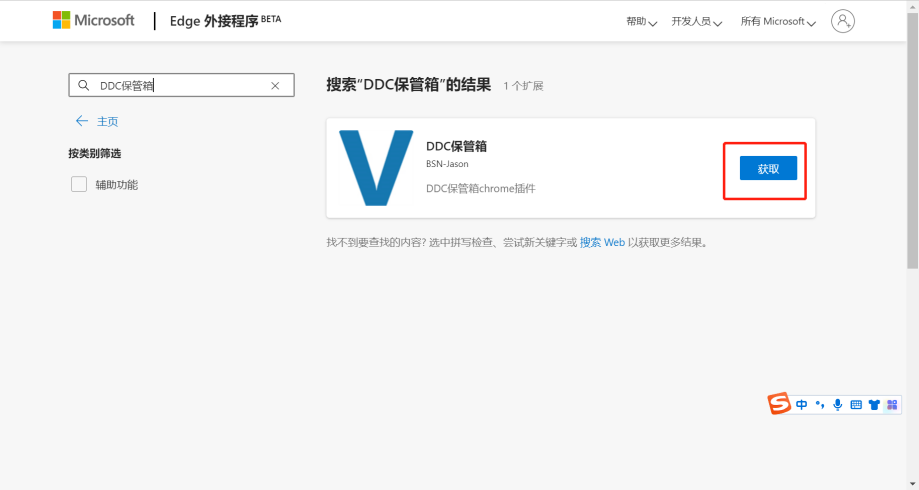 Microsoft
Edge 外接程序 BETA
帮助
开发人员
所有 Microsoft
DDC保管箱
主页
按类别筛选
辅助功能
搜索“DDC保管箱”的结果 1 个扩展
V
DDC保管箱
BSN-Jason
DDC保管箱chrome插件
获取
找不到要查找的内容? 选中拼写检查、尝试新关键字或 搜索 Web 以获取更多结果。
S 中